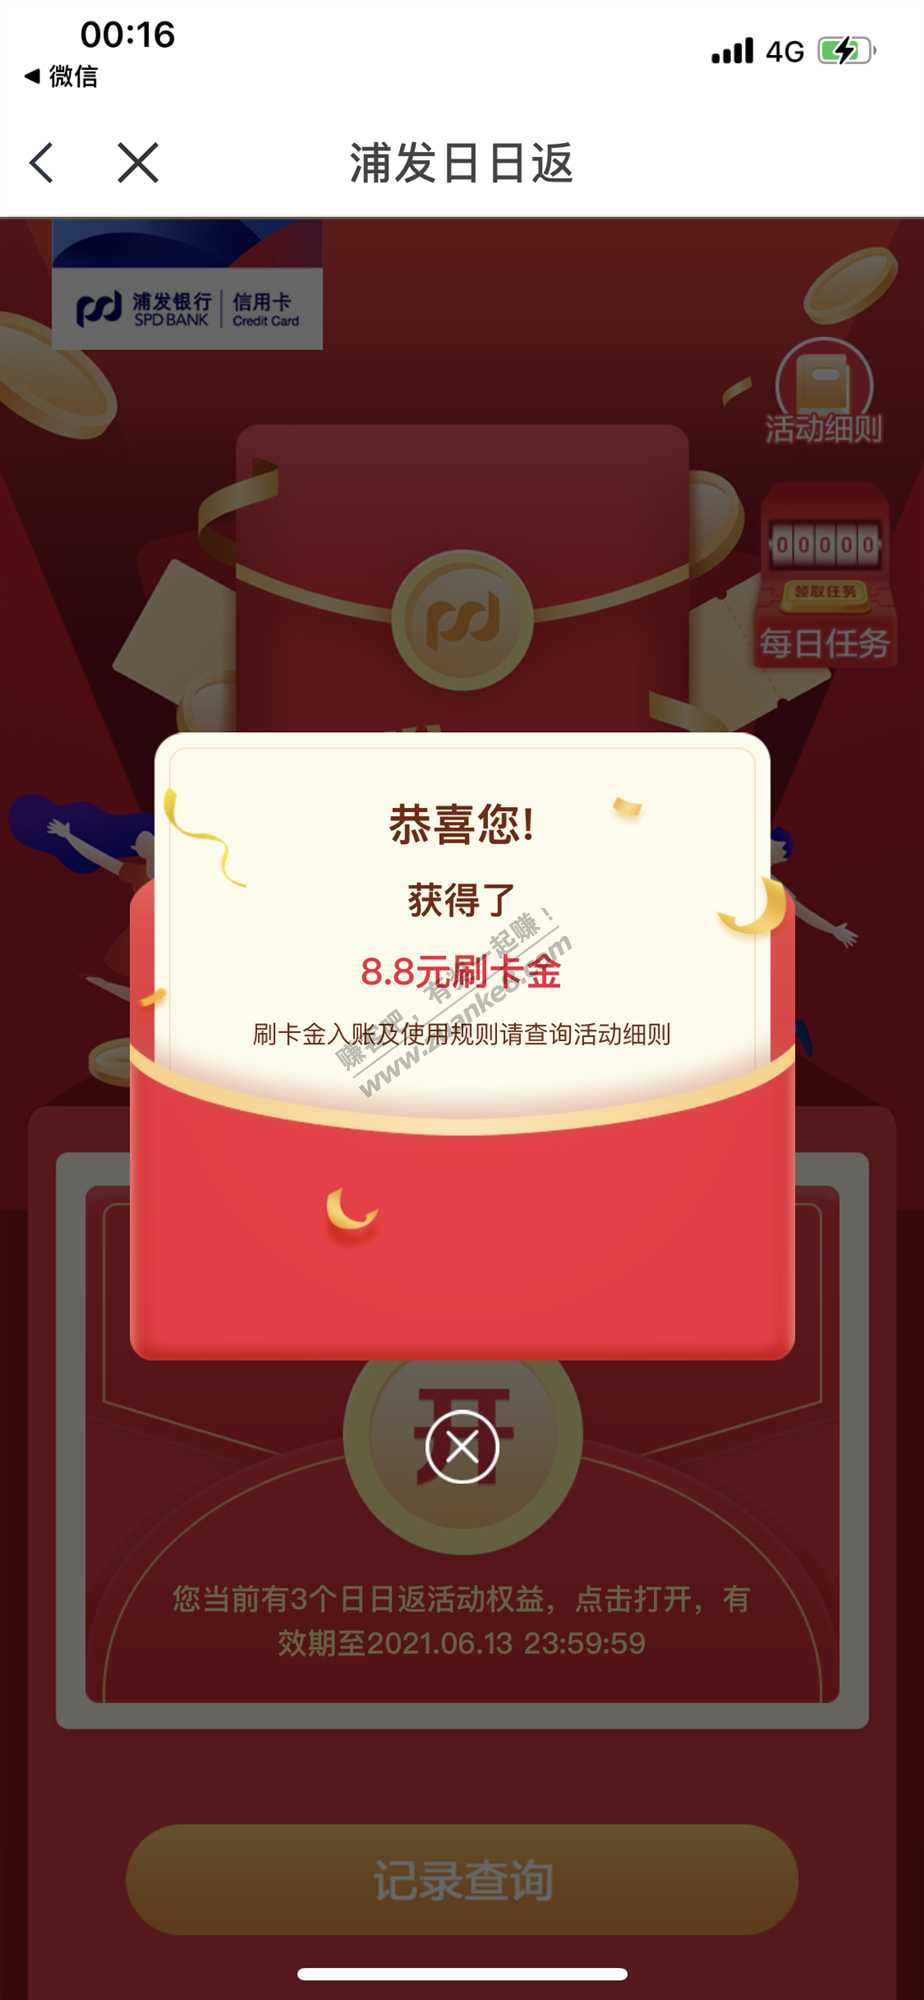 00:16
4G
微信
浦发日日返
浦发银行 信用卡
SPD BANK Credit Card
活动细则
00000
领取任务
每日任务
恭喜您!
获得了
8.8元刷卡金
刷卡金入账及使用规则请查询活动细则
赚客吧，有奖一起赚！
www.zuanke8.com
开
您当前有3个日日返活动权益，点击打开，有
效期至2021.06.13 23:59:59
记录查询